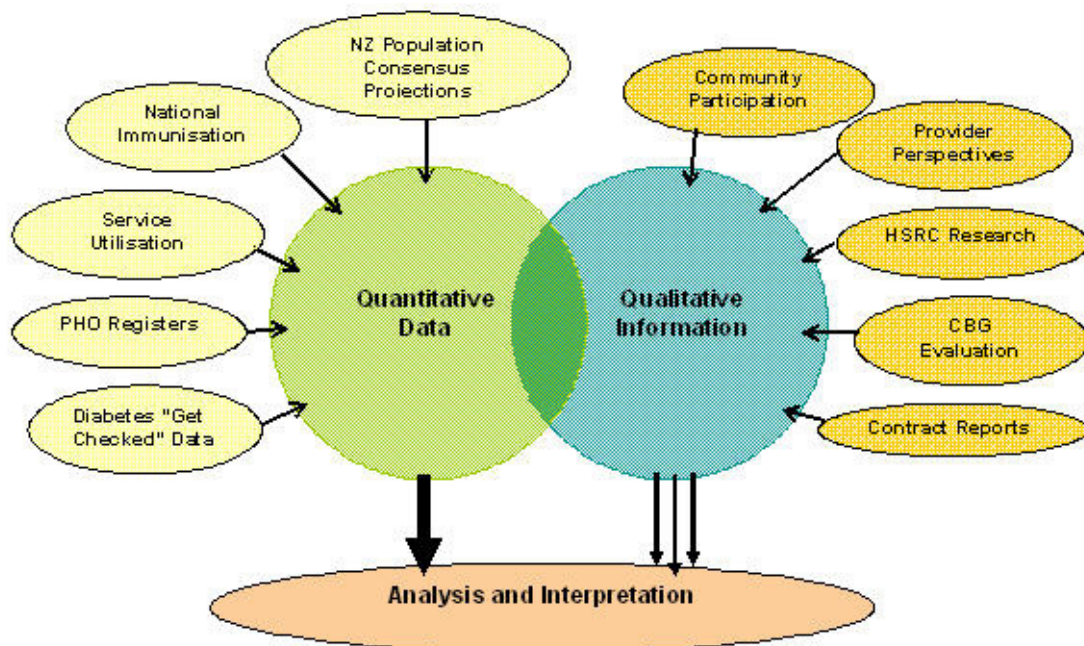 NZ Population
Consensus
Projections
National
Immunisation
Service
Utilisation
PHO Registers
Diabetes "Get
Checked" Data
Community
Participation
Provider
Perspectives
HSRC Research
CBG
Evaluation
Contract Reports
Quantitative
Data
Qualitative
Information
Analysis and Interpretation